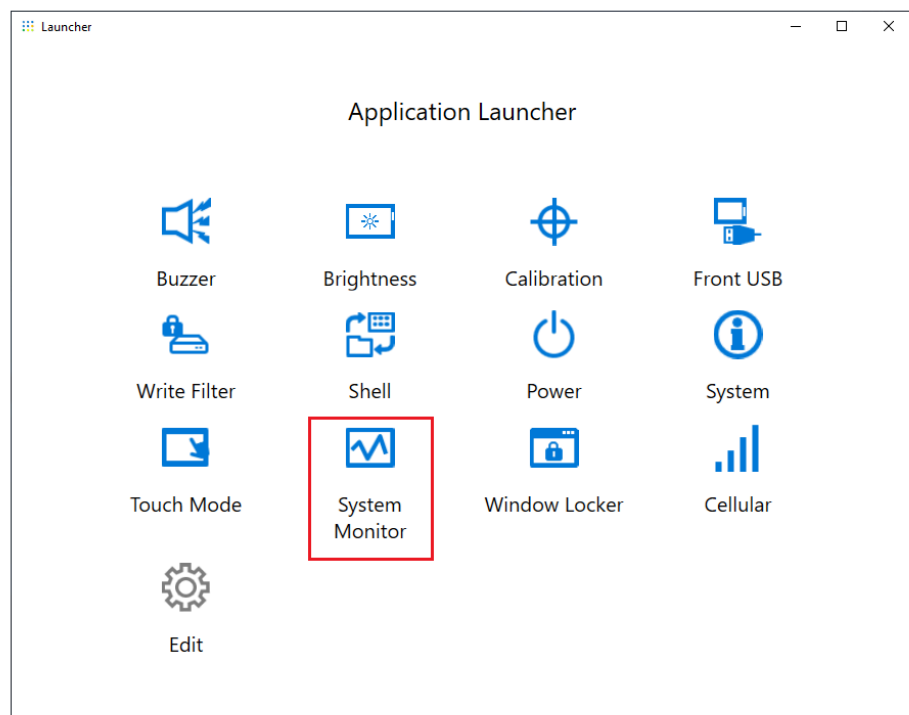 Launcher
Application Launcher
Buzzer
Brightness
Calibration
Front USB
Write Filter
Shell
Power
System
Touch Mode
System
Monitor
Window Locker
Cellular
Edit